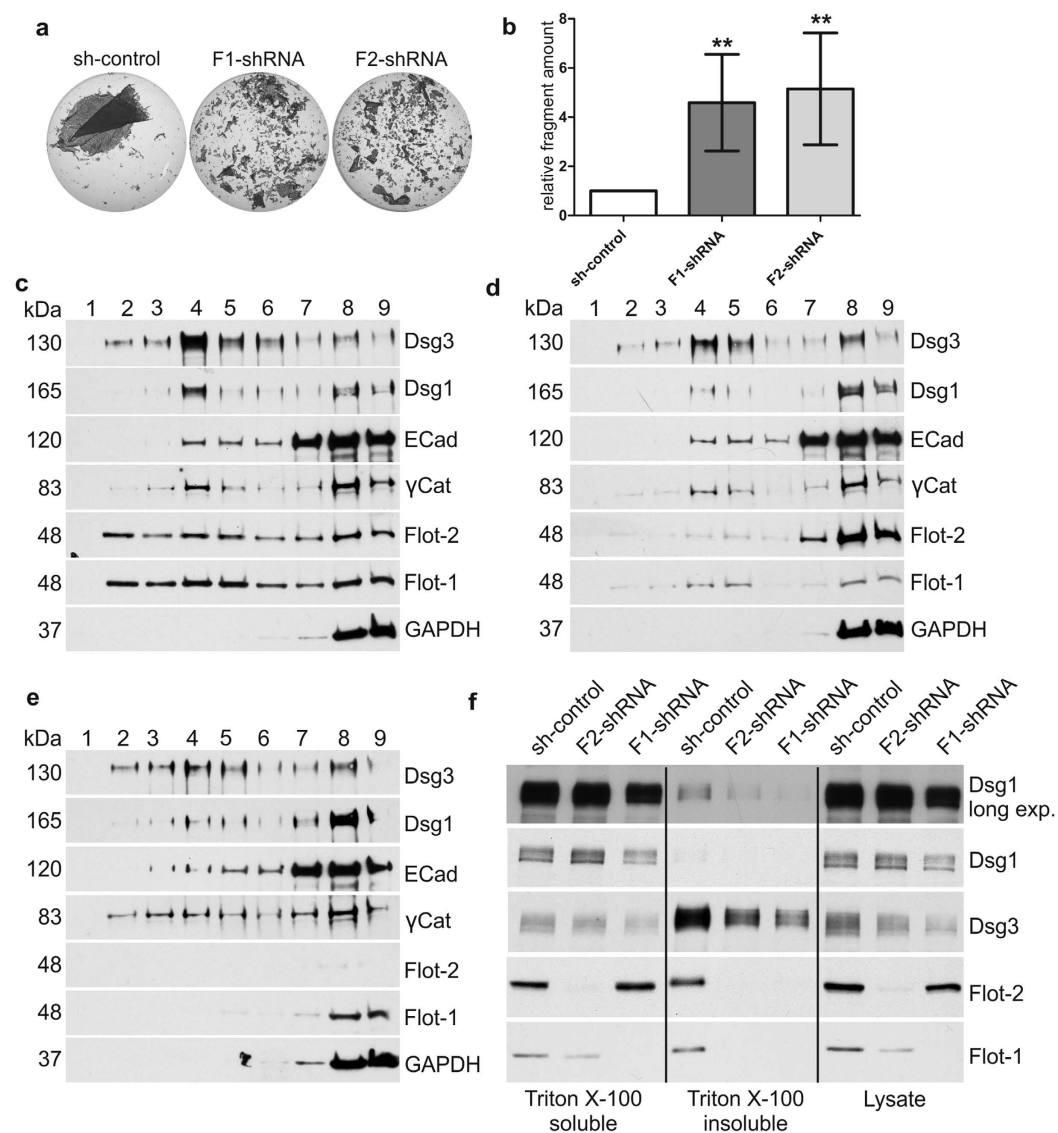 a
sh-control F1-shRNA F2-shRNA
b
relative fragment amount
8
6
4
2
0
** **
sh-control F1-shRNA F2-shRNA
c
kDa 1 2 3 4 5 6 7 8 9
130 Dsg3
165 Dsg1
120 ECad
83 γCat
48 Flot-2
48 Flot-1
37 GAPDH
d
kDa 1 2 3 4 5 6 7 8 9
130 Dsg3
165 Dsg1
120 ECad
83 γCat
48 Flot-2
48 Flot-1
37 GAPDH
e
kDa 1 2 3 4 5 6 7 8 9
130 Dsg3
165 Dsg1
120 ECad
83 γCat
48 Flot-2
48 Flot-1
37 GAPDH
f
sh-control F2-shRNA F1-shRNA sh-control F2-shRNA F1-shRNA sh-control F2-shRNA F1-shRNA
Dsg1
long exp.
Dsg1
Dsg3
Flot-2
Flot-1
Triton X-100 Triton X-100 Lysate
soluble insoluble